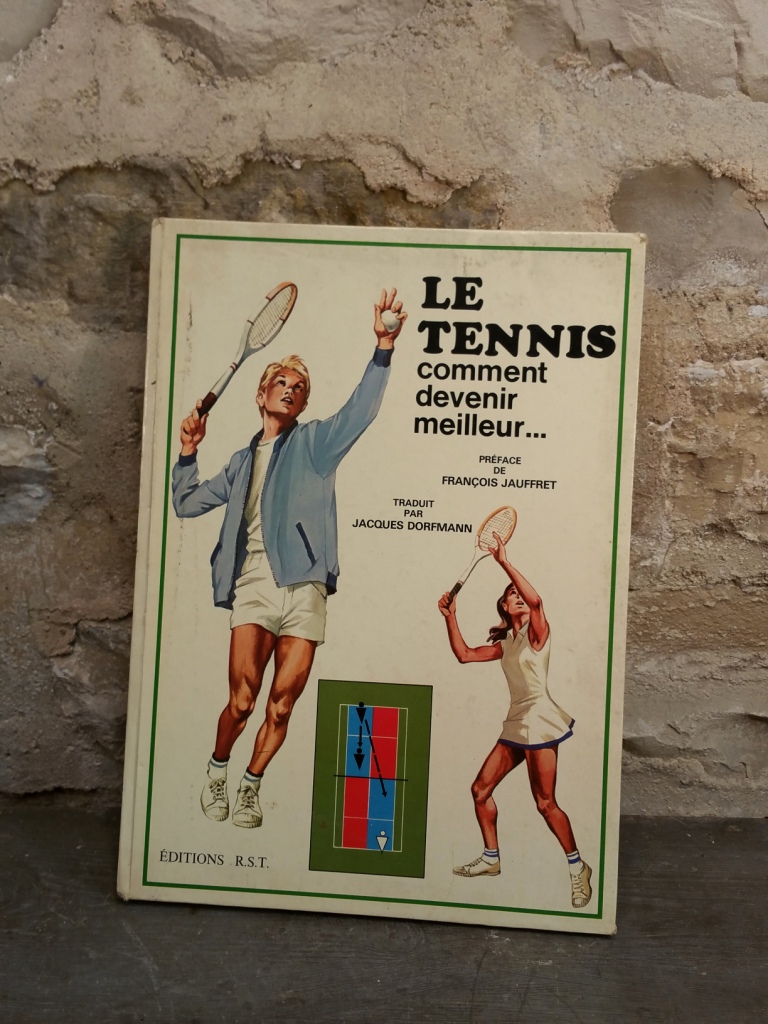 LE
TENNIS
comment
devenir
meilleur...
PRÉFACE
DE
FRANÇOIS JAUFFRET
TRADUIT
PAR
JACQUES DORFMANN
ÉDITIONS R.S.T.